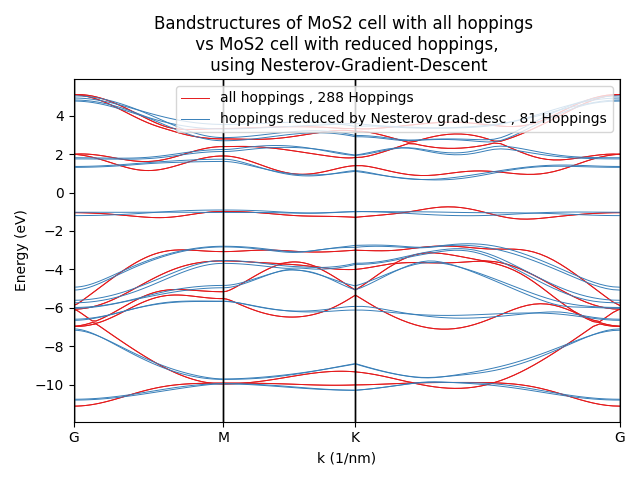 Bandstructures of MoS2 cell with all hoppings
vs MoS2 cell with reduced hoppings,
using Nesterov-Gradient-Descent
all hoppings , 288 Hoppings
hoppings reduced by Nesterov grad-desc , 81 Hoppings
Energy (eV)
4
2
0
−2
−4
−6
−8
−10
G
M
K
G
k (1/nm)